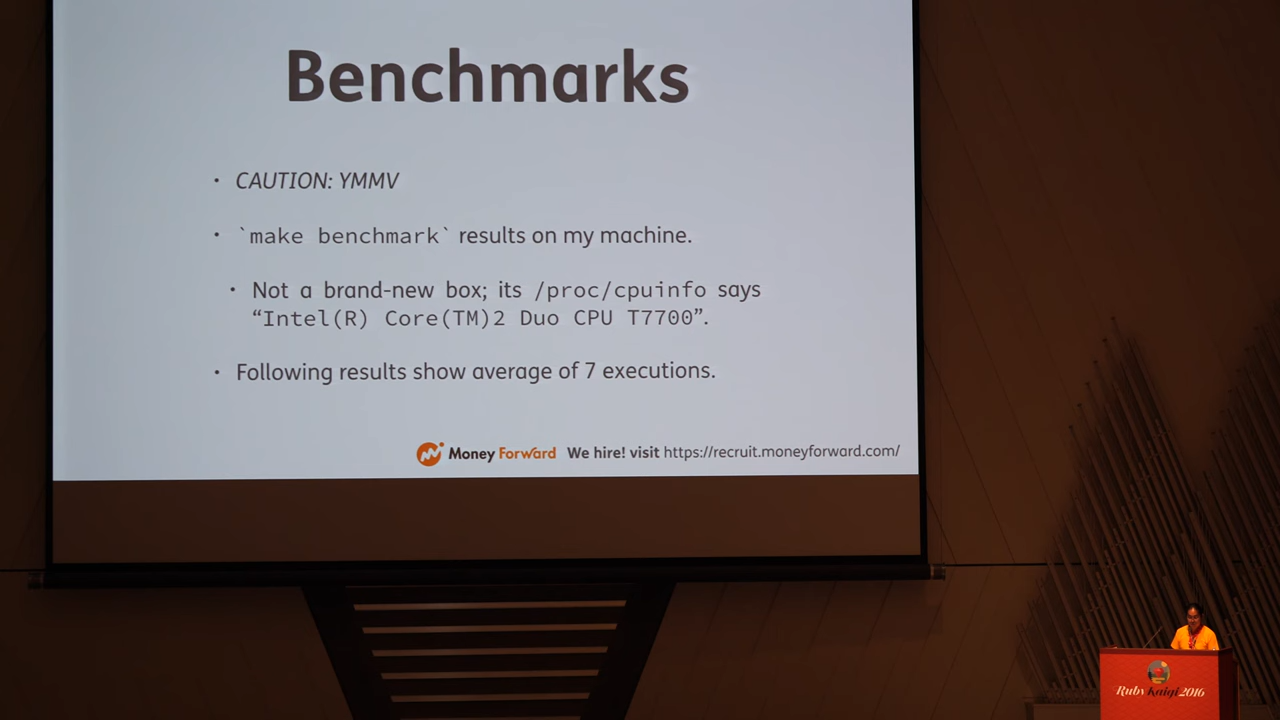 Benchmarks
• CAUTION: YMMV
• `make benchmark` results on my machine.
• Not a brand-new box; its /proc/cpuinfo says
“Intel(R) Core(TM)2 Duo CPU T7700”.
• Following results show average of 7 executions.
Money Forward We hire! visit https://recruit.moneyforward.com/
RubyKaigi2016